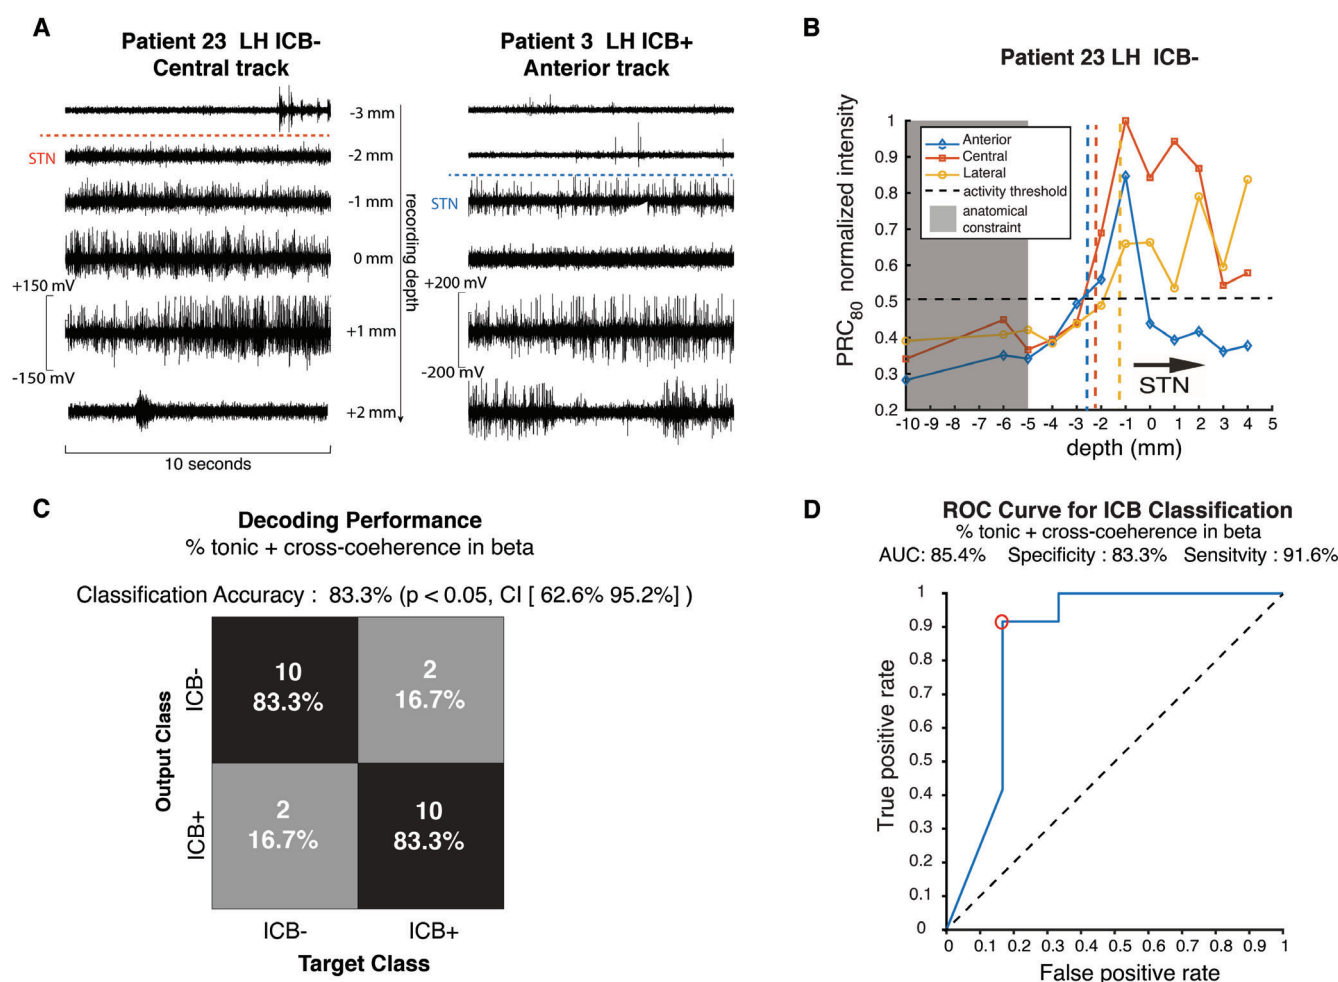 A
Patient 23 LH ICB-
Central track
Patient 3 LH ICB+
Anterior track
-3 mm
STN
-2 mm
-1 mm
STN
0 mm
+150 mV
+200 mV
+1 mm
-150 mV
-200 mV
+2 mm
recording depth
10 seconds
B
Patient 23 LH ICB-
PRC80 normalized intensity
1
0.9
0.8
0.7
0.6
0.5
0.4
0.3
0.2
Anterior
Central
Lateral
activity threshold
anatomical
constraint
STN
-10 -9 -8 -7 -6 -5 -4 -3 -2 -1 0 1 2 3 4 5
depth (mm)
C
Decoding Performance
% tonic + cross-coeherence in beta
Classification Accuracy : 83.3% (p < 0.05, CI [ 62.6% 95.2%] )
Output Class
ICB-
10
83.3%
2
16.7%
ICB+
2
16.7%
10
83.3%
ICB- ICB+
Target Class
D
ROC Curve for ICB Classification
% tonic + cross-coeherence in beta
AUC: 85.4% Specificity : 83.3% Sensitvity : 91.6%
True positive rate
1
0.9
0.8
0.7
0.6
0.5
0.4
0.3
0.2
0.1
0
0 0.1 0.2 0.3 0.4 0.5 0.6 0.7 0.8 0.9 1
False positive rate